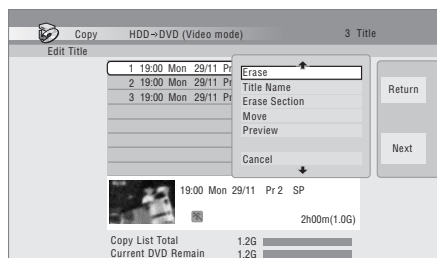 Copy HDD→DVD (Video mode) 3 Title
Edit Title
1 19:00 Mon 29/11 Pr
2 19:00 Mon 29/11 Pr
3 19:00 Mon 29/11 Pr
Erase
Title Name
Erase Section
Move
Preview
Cancel
Return
Next
19:00 Mon 29/11 Pr 2 SP
2h00m(1.0G)
Copy List Total 1.2G
Current DVD Remain 1.2G